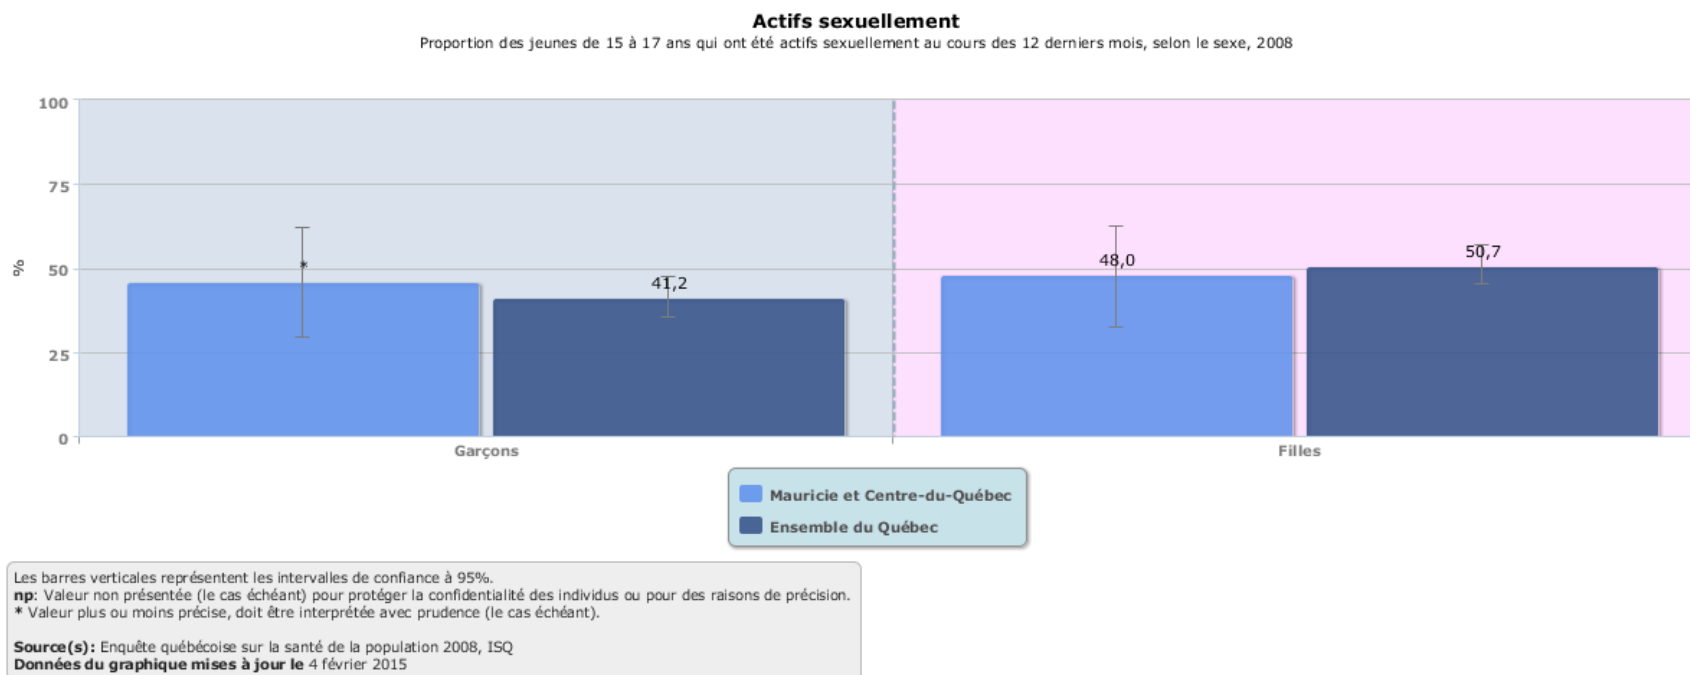 Actifs sexuellement
Proportion des jeunes de 15 à 17 ans qui ont été actifs sexuellement au cours des 12 derniers mois, selon le sexe, 2008
100
75
50
25
0
%
*
41,2
48,0
50,7
Garçons
Filles
Mauricie et Centre-du-Québec
Ensemble du Québec
Les barres verticales représentent les intervalles de confiance à 95%.
np: Valeur non présentée (le cas échéant) pour protéger la confidentialité des individus ou pour des raisons de précision.
* Valeur plus ou moins précise, doit être interprétée avec prudence (le cas échéant).
Source(s): Enquête québécoise sur la santé de la population 2008, ISQ
Données du graphique mises à jour le 4 février 2015